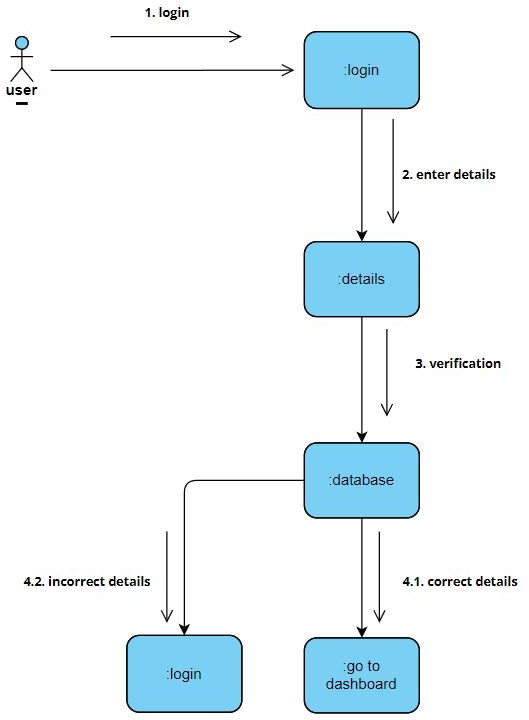 1. login
user
:login
2. enter details
:details
3. verification
:database
4.2. incorrect details
4.1. correct details
:login
:go to
dashboard